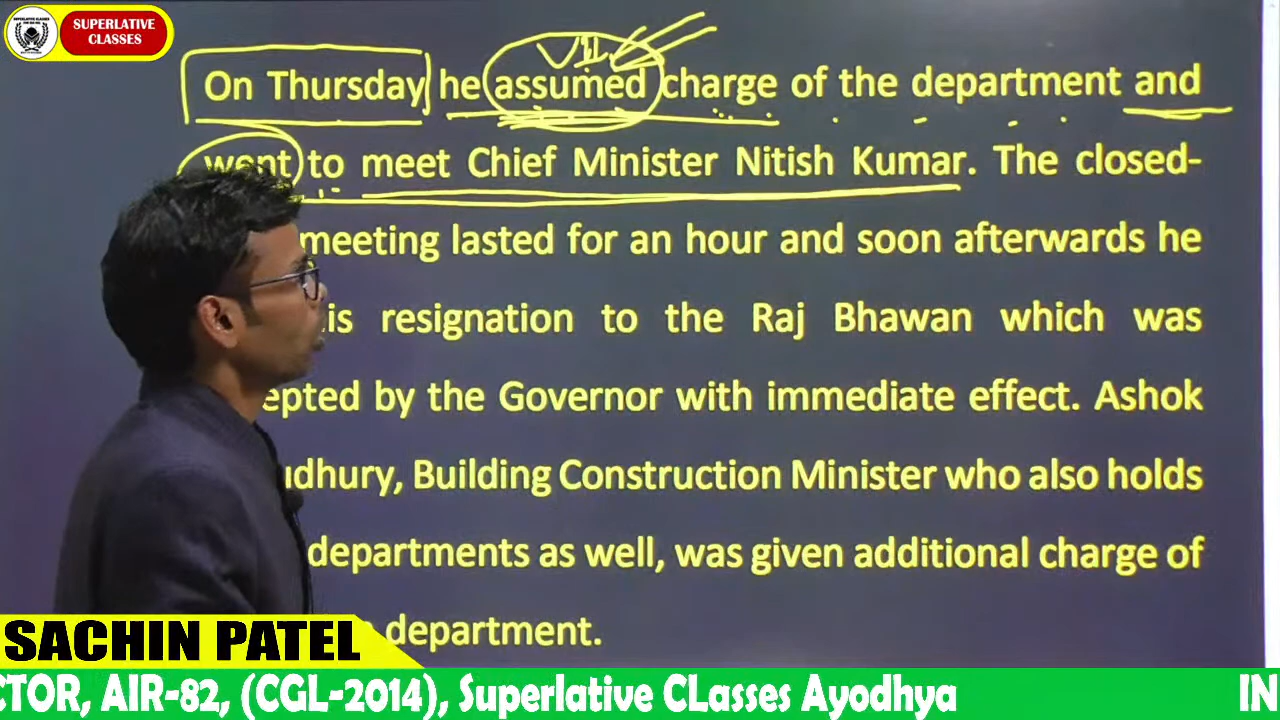 SUPERLATIVE
CLASSES
VII
On Thursday he assumed charge of the department and
went to meet Chief Minister Nitish Kumar. The closed-
meeting lasted for an hour and soon afterwards he
is resignation to the Raj Bhawan which was
epted by the Governor with immediate effect. Ashok
udhury, Building Construction Minister who also holds
departments as well, was given additional charge of
department.
SACHIN PATEL
CTOR, AIR-82, (CGL-2014), Superlative CLasses Ayodhya IN